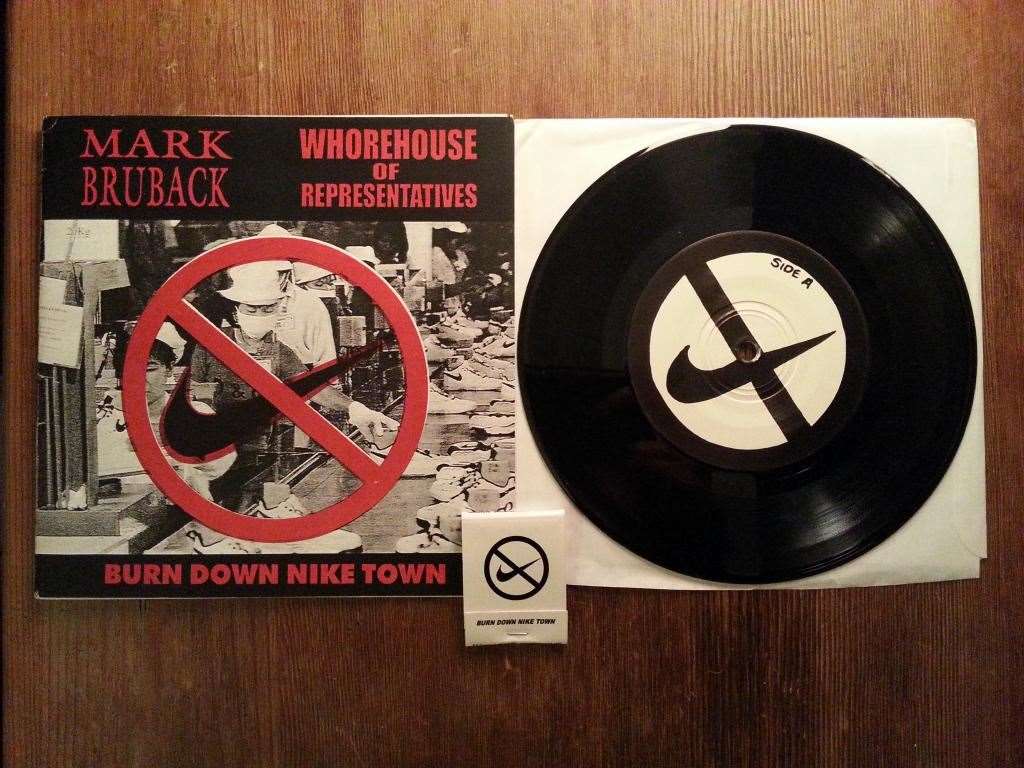 MARK
BRUBACK
WHOREHOUSE
OF
REPRESENTATIVES
BURN DOWN NIKE TOWN
SIDE A
BURN DOWN NIKE TOWN